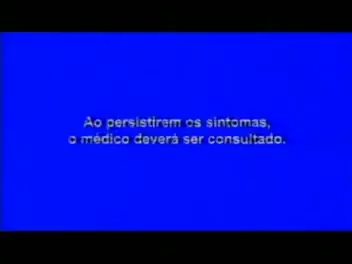 Ao persistirem os sintomas,
o médico deverá ser consultado.